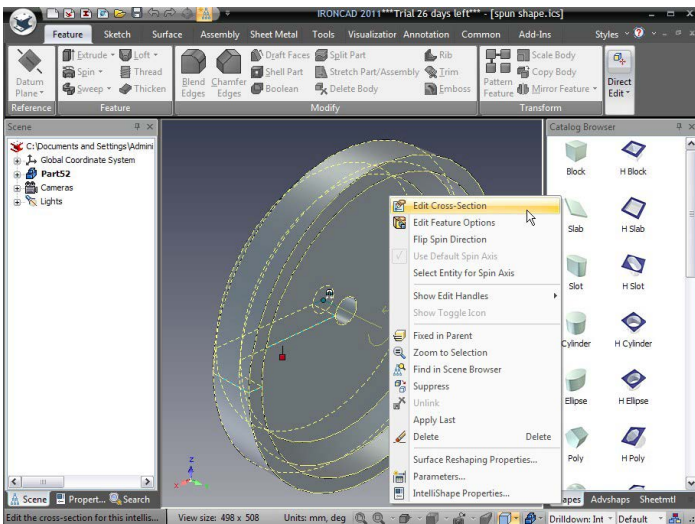 IRONCAD 2011***Trial 26 days left*** - [spun shape.ics]
Feature Sketch Surface Assembly Sheet Metal Tools Visualization Annotation Common Add-Ins Styles
Datum Plane
Extrude Loft
Spin Thread
Sweep Thicken
Blend Edges
Chamfer Edges
Draft Faces Split Part Rib
Shell Part Stretch Part/Assembly Trim
Boolean Delete Body Emboss
Pattern Feature
Scale Body
Copy Body
Mirror Feature
Direct Edit
Reference Feature Modify Transform
Scene
C:\Documents and Settings\Admini
Global Coordinate System
Part52
Cameras
Lights
Edit Cross-Section
Edit Feature Options
Flip Spin Direction
Use Default Spin Axis
Select Entity for Spin Axis
Show Edit Handles
Show Toggle Icon
Fixed in Parent
Zoom to Selection
Find in Scene Browser
Suppress
Unlink
Apply Last
Delete Delete
Surface Reshaping Properties...
Parameters...
IntelliShape Properties...
Catalog Browser
Block H Block
Slab H Slab
Slot H Slot
Cylinder H Cylinder
Ellipse H Ellipse
Poly H Poly
z
x
Scene Propert... Search
apes Advshaps Sheetmtl
Edit the cross-section for this intellis... View size: 498 x 508 Units: mm, deg Drilldown: Int Default